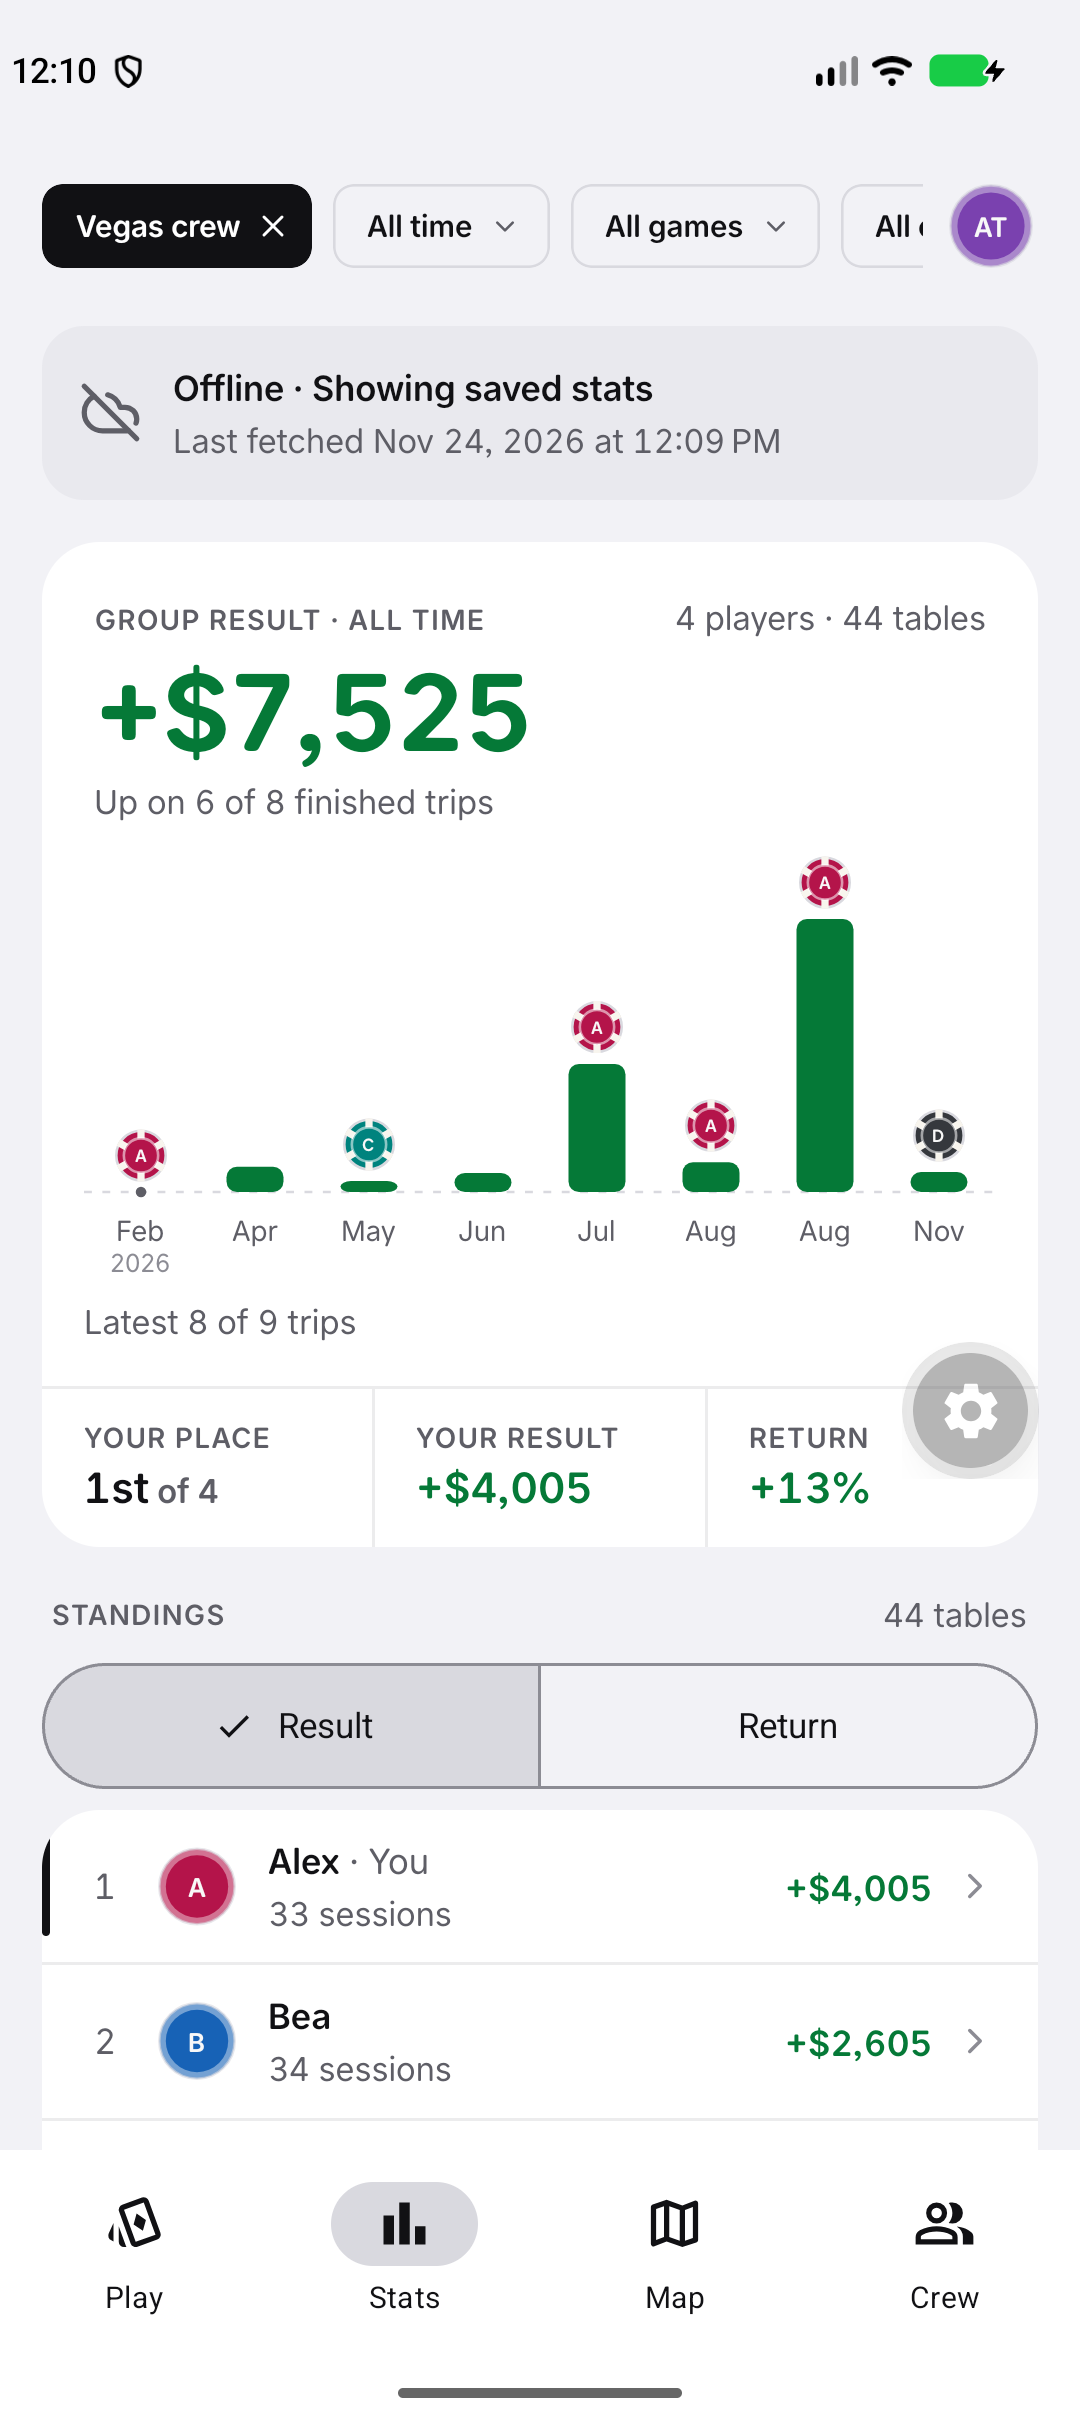 12:10
Vegas crew
All time
All games
All
AT
Offline · Showing saved stats
Last fetched Nov 24, 2026 at 12:09 PM
GROUP RESULT · ALL TIME
4 players · 44 tables
+$7,525
Up on 6 of 8 finished trips
A
A
A
C
D
A
Feb
Apr
May
Jun
Jul
Aug
Aug
Nov
2026
Latest 8 of 9 trips
YOUR PLACE
YOUR RESULT
RETURN
1st of 4
+$4,005
+13%
STANDINGS
44 tables
Result
Return
1
A
Alex · You
33 sessions
+$4,005
2
B
Bea
34 sessions
+$2,605
Play
Stats
Map
Crew